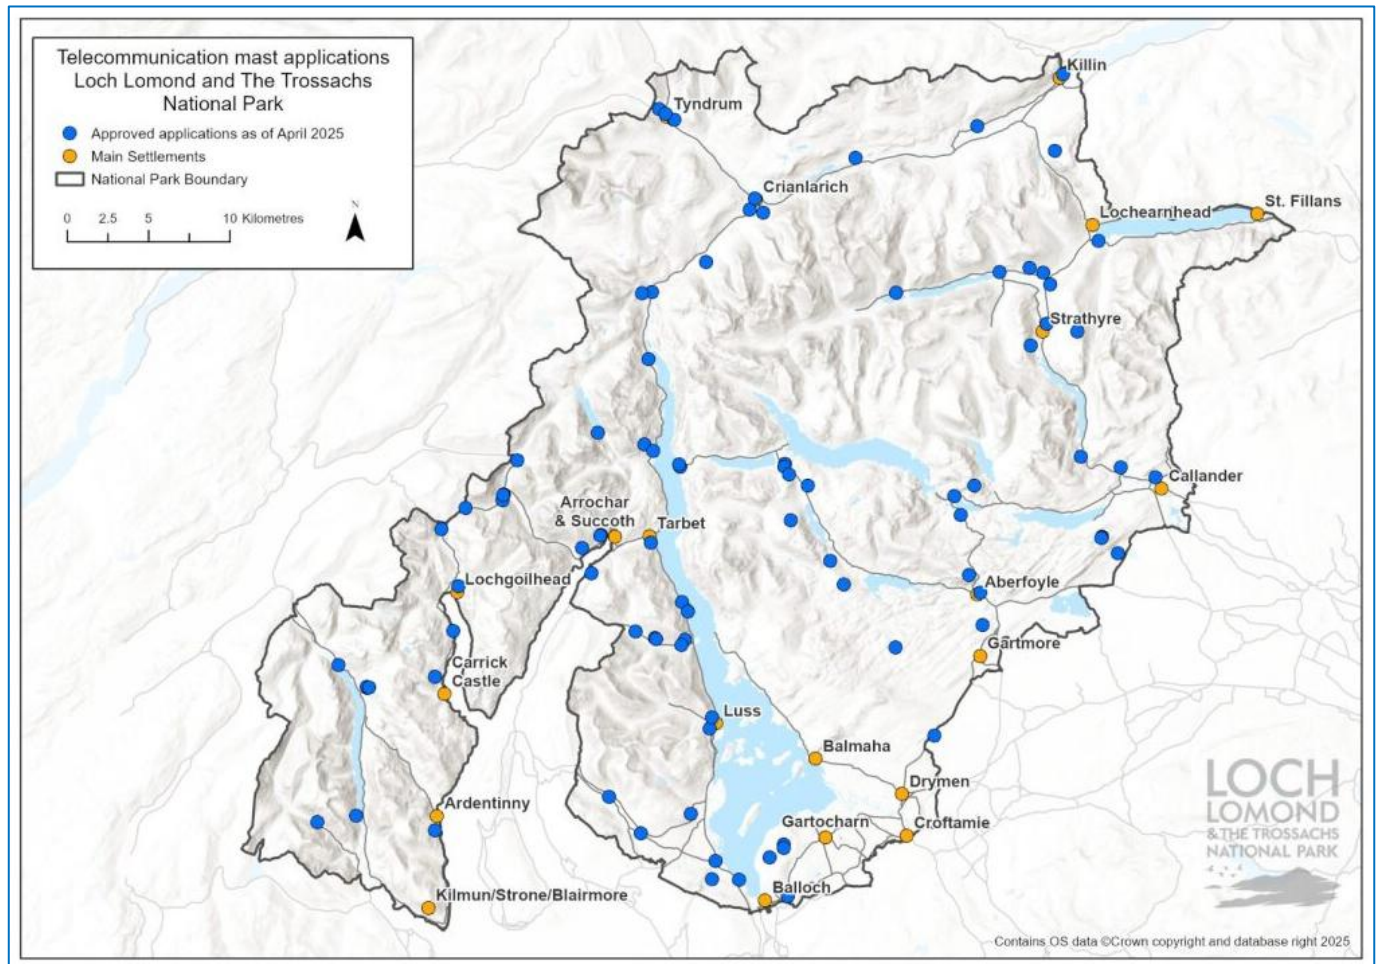 Telecommunication mast applications
Loch Lomond and The Trossachs
National Park
Approved applications as of April 2025
Main Settlements
National Park Boundary
N
0 2.5 5 10 Kilometres
Killin
Tyndrum
Crianlarich
Lochearnhead
St. Fillans
Strathyre
Callander
Arrochar
& Succoth
Tarbet
Lochgoilhead
Aberfoyle
Gartmore
Carrick
Castle
Luss
Balmaha
Drymen
Ardentinny
Gartocharn
Croftamie
Balloch
Kilmun/Strone/Blairmore
LOCH
LOMOND
& THE TROSSACHS
NATIONAL PARK
Contains OS data ©Crown copyright and database right 2025